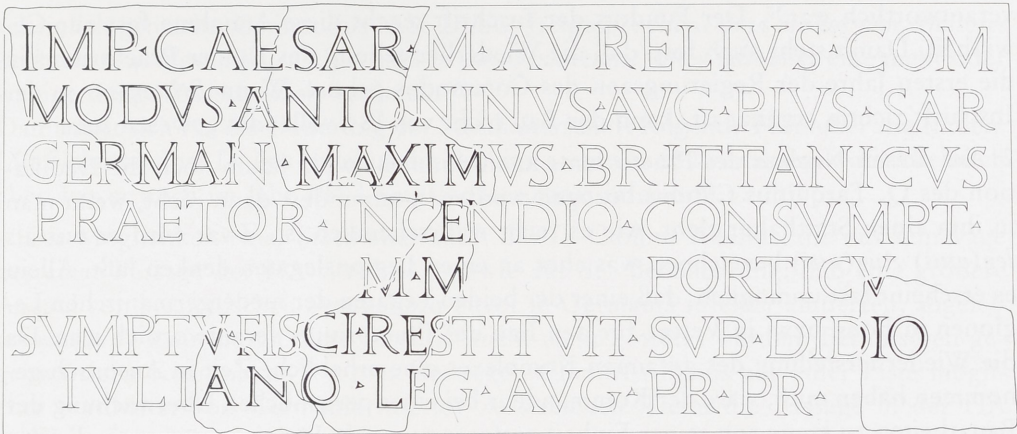 IMP·CAESAR·M·AVRELIVS·COM
MODVS·ANTONINVS·AVG·PIVS·SAR
GERMAN·MAXIMVS·BRITTANICVS
PRAETOR·INCENDIO·CONSVMPT·
M·M PORTICV
SVMPTV·FISCI·RESTITVIT·SVB·DIDIO
IVLIANO·LEG·AVG·PR·PR·